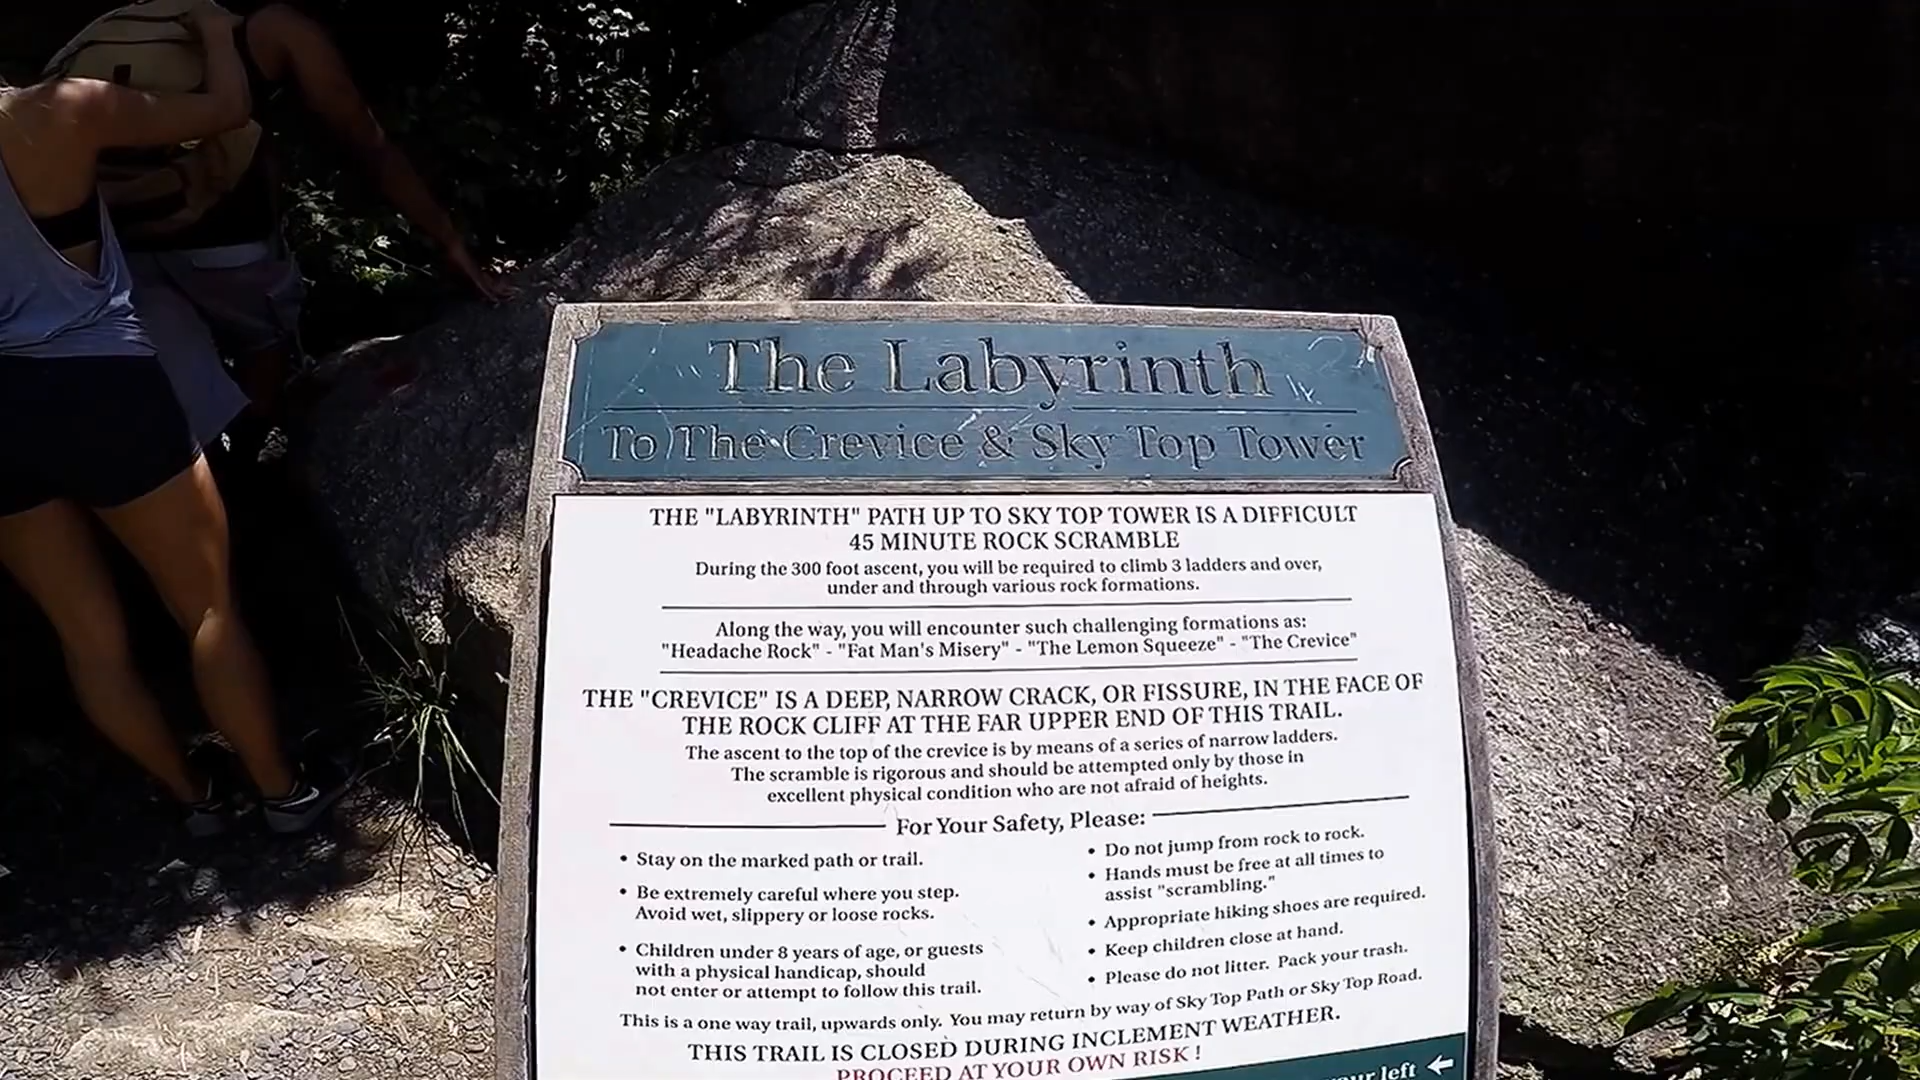 The Labyrinth
To The Crevice & Sky Top Tower
THE "LABYRINTH" PATH UP TO SKY TOP TOWER IS A DIFFICULT
45 MINUTE ROCK SCRAMBLE
During the 300 foot ascent, you will be required to climb 3 ladders and over,
under and through various rock formations.
Along the way, you will encounter such challenging formations as:
"Headache Rock" - "Fat Man's Misery" - "The Lemon Squeeze" - "The Crevice"
THE "CREVICE" IS A DEEP, NARROW CRACK, OR FISSURE, IN THE FACE OF
THE ROCK CLIFF AT THE FAR UPPER END OF THIS TRAIL.
The ascent to the top of the crevice is by means of a series of narrow ladders.
The scramble is rigorous and should be attempted only by those in
excellent physical condition who are not afraid of heights.
For Your Safety, Please:
• Stay on the marked path or trail.
• Be extremely careful where you step.
Avoid wet, slippery or loose rocks.
• Children under 8 years of age, or guests
with a physical handicap, should
not enter or attempt to follow this trail.
• Do not jump from rock to rock.
• Hands must be free at all times to
assist "scrambling."
• Appropriate hiking shoes are required.
• Keep children close at hand.
• Please do not litter. Pack your trash.
This is a one way trail, upwards only. You may return by way of Sky Top Path or Sky Top Road.
THIS TRAIL IS CLOSED DURING INCLEMENT WEATHER.
PROCEED AT YOUR OWN RISK !
left ←